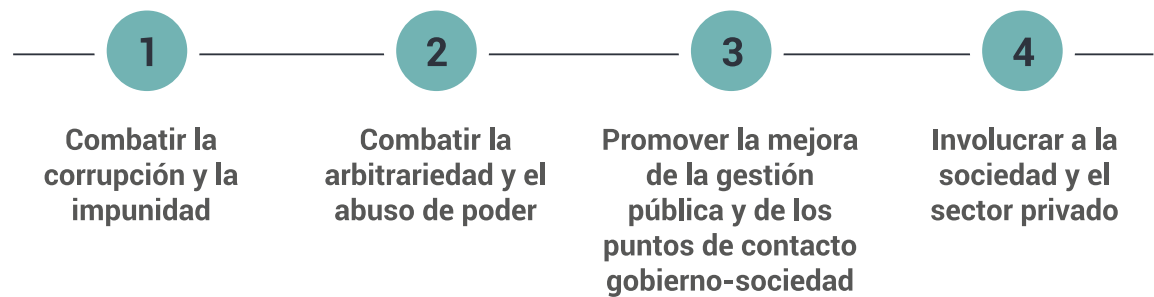 1
Combatir la
corrupción y la
impunidad
2
Combatir la
arbitrariedad y el
abuso de poder
3
Promover la mejora
de la gestión
pública y de los
puntos de contacto
gobierno-sociedad
4
Involucrar a la
sociedad y el
sector privado